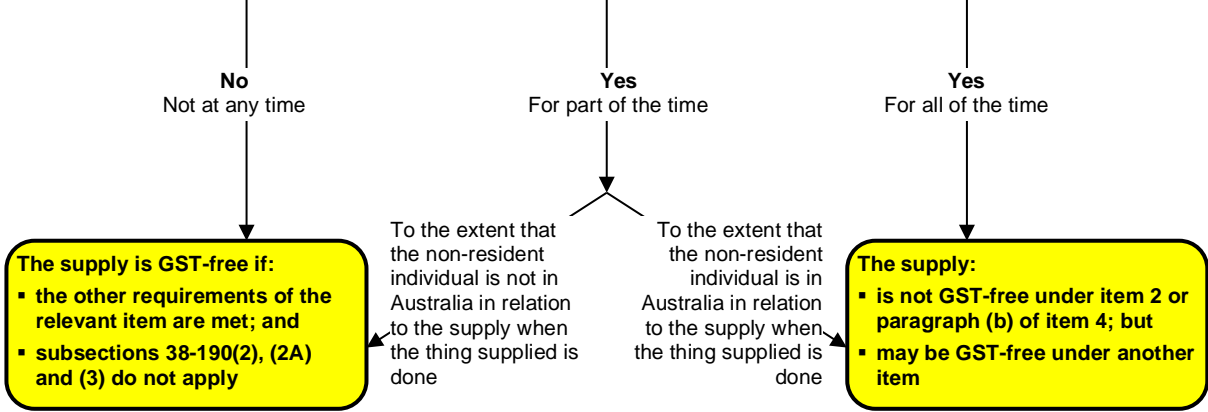 No
Not at any time
Yes
For part of the time
Yes
For all of the time
The supply is GST-free if:
▪ the other requirements of the
relevant item are met; and
▪ subsections 38-190(2), (2A)
and (3) do not apply
To the extent that
the non-resident
individual is not in
Australia in relation
to the supply when
the thing supplied is
done
To the extent that
the non-resident
individual is in
Australia in relation
to the supply when
the thing supplied is
done
The supply:
▪ is not GST-free under item 2 or
paragraph (b) of item 4; but
▪ may be GST-free under another
item